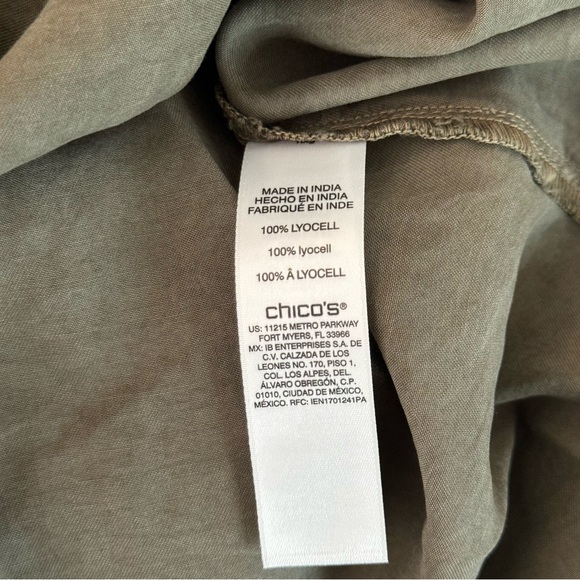 MADE IN INDIA
HECHO EN INDIA
FABRIQUÉ EN INDE
100% LYOCELL
100% lyocell
100% Â LYOCELL
chico's®
US: 11215 METRO PARKWAY
FORT MYERS, FL 33966
MX: IB ENTERPRISES S.A. DE
C.V. CALZADA DE LOS
LEONES NO. 170, PISO 1,
COL. LOS ALPES, DEL.
ÁLVARO OBREGÓN, C.P.
01010, CIUDAD DE MÉXICO,
MÉXICO. RFC: IEN1701241PA